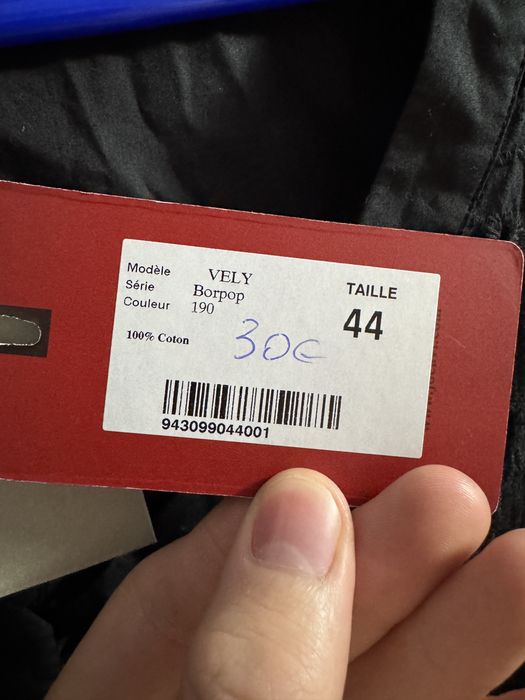 Modèle VELY
Série Borpop
Couleur 190
TAILLE
44
100% Coton
30€
943099044001